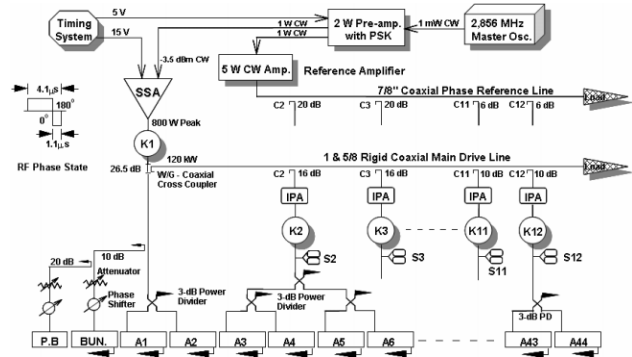 Timing System
5 V
15 V
1 W CW
1 W CW
2 W Pre-amp. with PSK
1 mW CW
2,856 MHz Master Osc.
-3.5 dBm CW
5 W CW Amp.
Reference Amplifier
7/8" Coaxial Phase Reference Line
Load
4.1µs
180°
0°
1.1µs
RF Phase State
SSA
800 W Peak
C2 20 dB
C3 20 dB
C11 6 dB
C12 6 dB
K1
26.5 dB
120 kW
W/G - Coaxial Cross Coupler
1 & 5/8 Rigid Coaxial Main Drive Line
Load
C2 16 dB
C3 16 dB
C11 10 dB
C12 10 dB
IPA
IPA
IPA
IPA
K2
K3
K11
K12
S2
S3
S11
S12
20 dB
10 dB
Attenuator
Phase Shifter
3-dB Power Divider
3-dB Power Divider
3-dB PD
P.B
BUN.
A1
A2
A3
A4
A5
A6
A43
A44